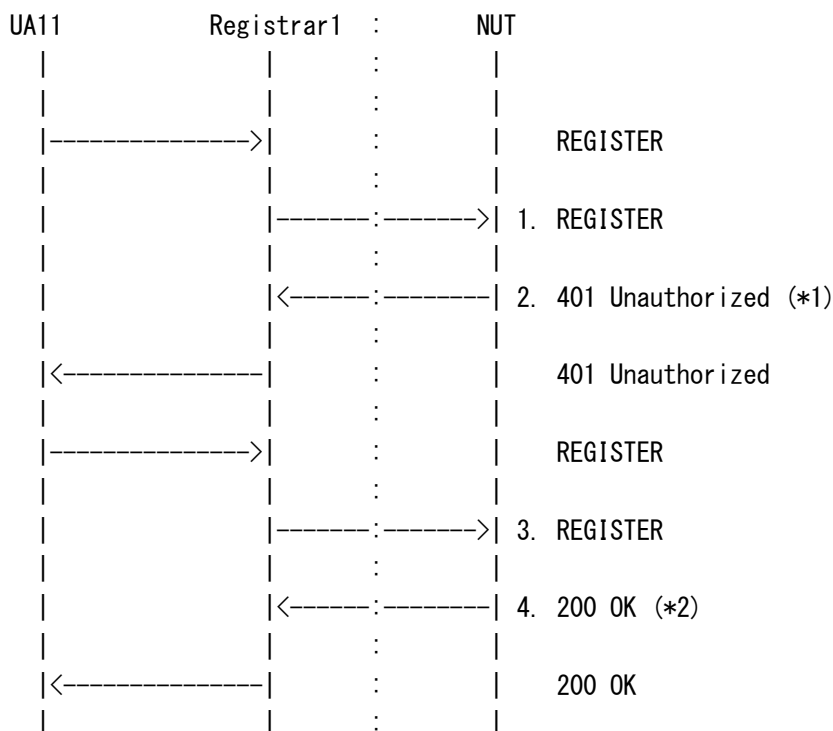 UA11 Registrar1 : NUT
REGISTER
1. REGISTER
2. 401 Unauthorized (*1)
401 Unauthorized
REGISTER
3. REGISTER
4. 200 OK (*2)
200 OK